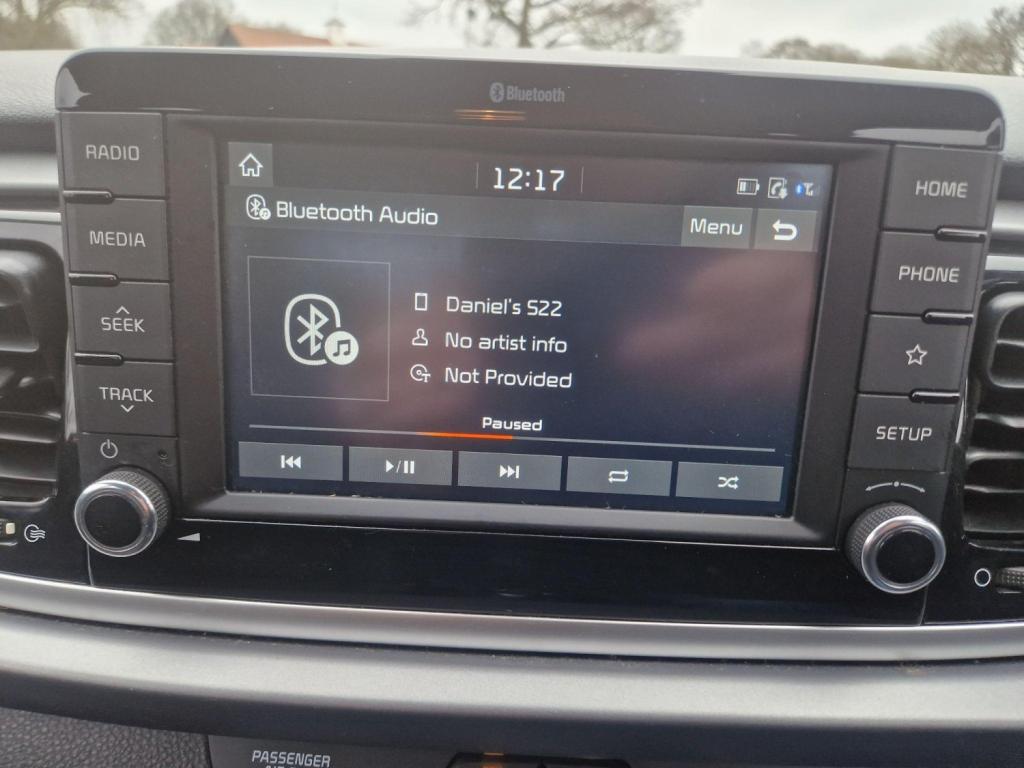 Bluetooth
RADIO
MEDIA
SEEK
TRACK
12:17
Bluetooth Audio
Menu
Daniel's S22
No artist info
Not Provided
Paused
HOME
PHONE
SETUP
PASSENGER